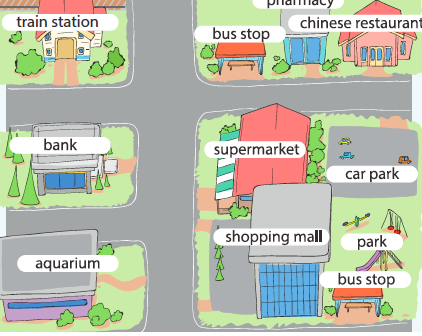 pharmacy
train station
chinese restaurant
bus stop
bank
supermarket
car park
shopping mall
park
aquarium
bus stop